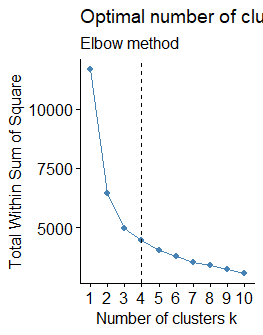 Optimal number of clu
Elbow method
Total Within Sum of Square
10000
7500
5000
1 2 3 4 5 6 7 8 9 10
Number of clusters k